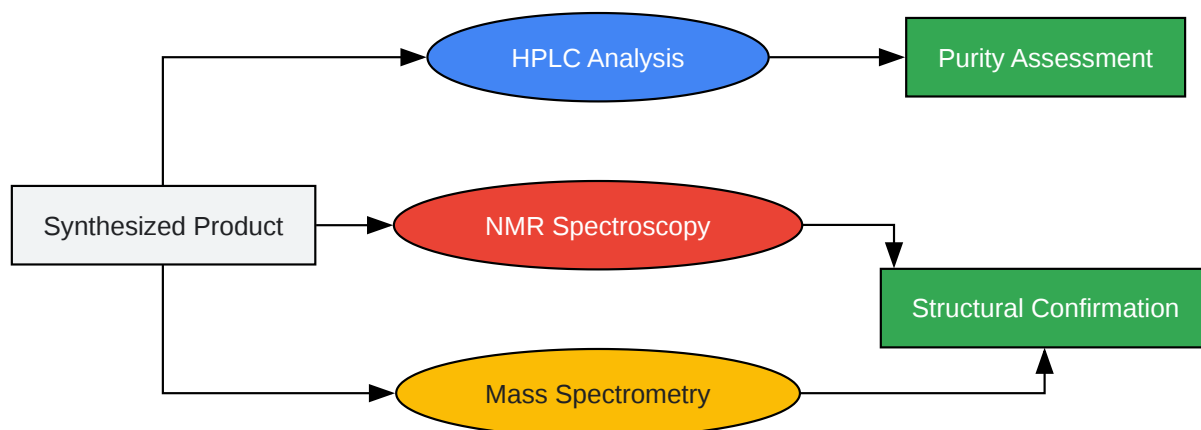 HPLC Analysis
Purity Assessment
Synthesized Product
NMR Spectroscopy
Structural Confirmation
Mass Spectrometry